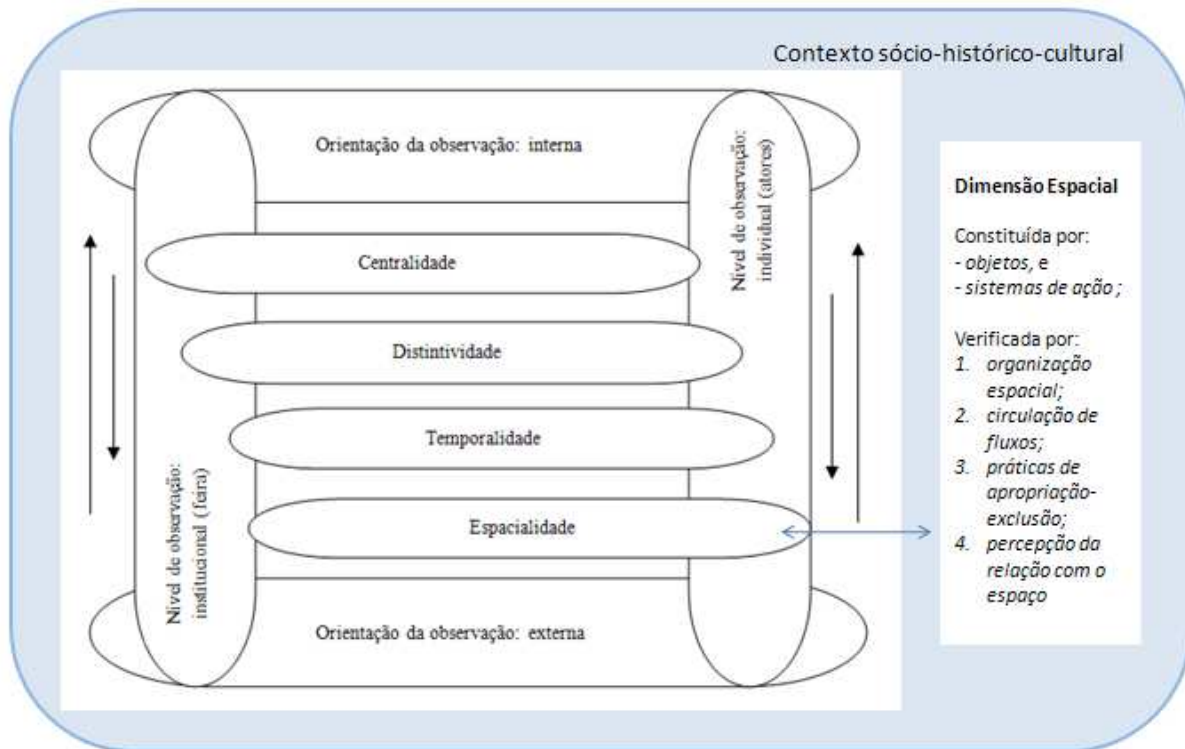 Contexto sócio-histórico-cultural
Orientação da observação: interna
Nível de observação:
individual (atores)
Centralidade
Distintividade
Temporalidade
Espacialidade
Nível de observação:
institucional (feira)
Orientação da observação: externa
Dimensão Espacial
Constituída por:
- objetos, e
- sistemas de ação ;
Verificada por:
1. organização
espacial;
2. circulação de
fluxos;
3. práticas de
apropriação-
exclusão;
4. percepção da
relação com o
espaço